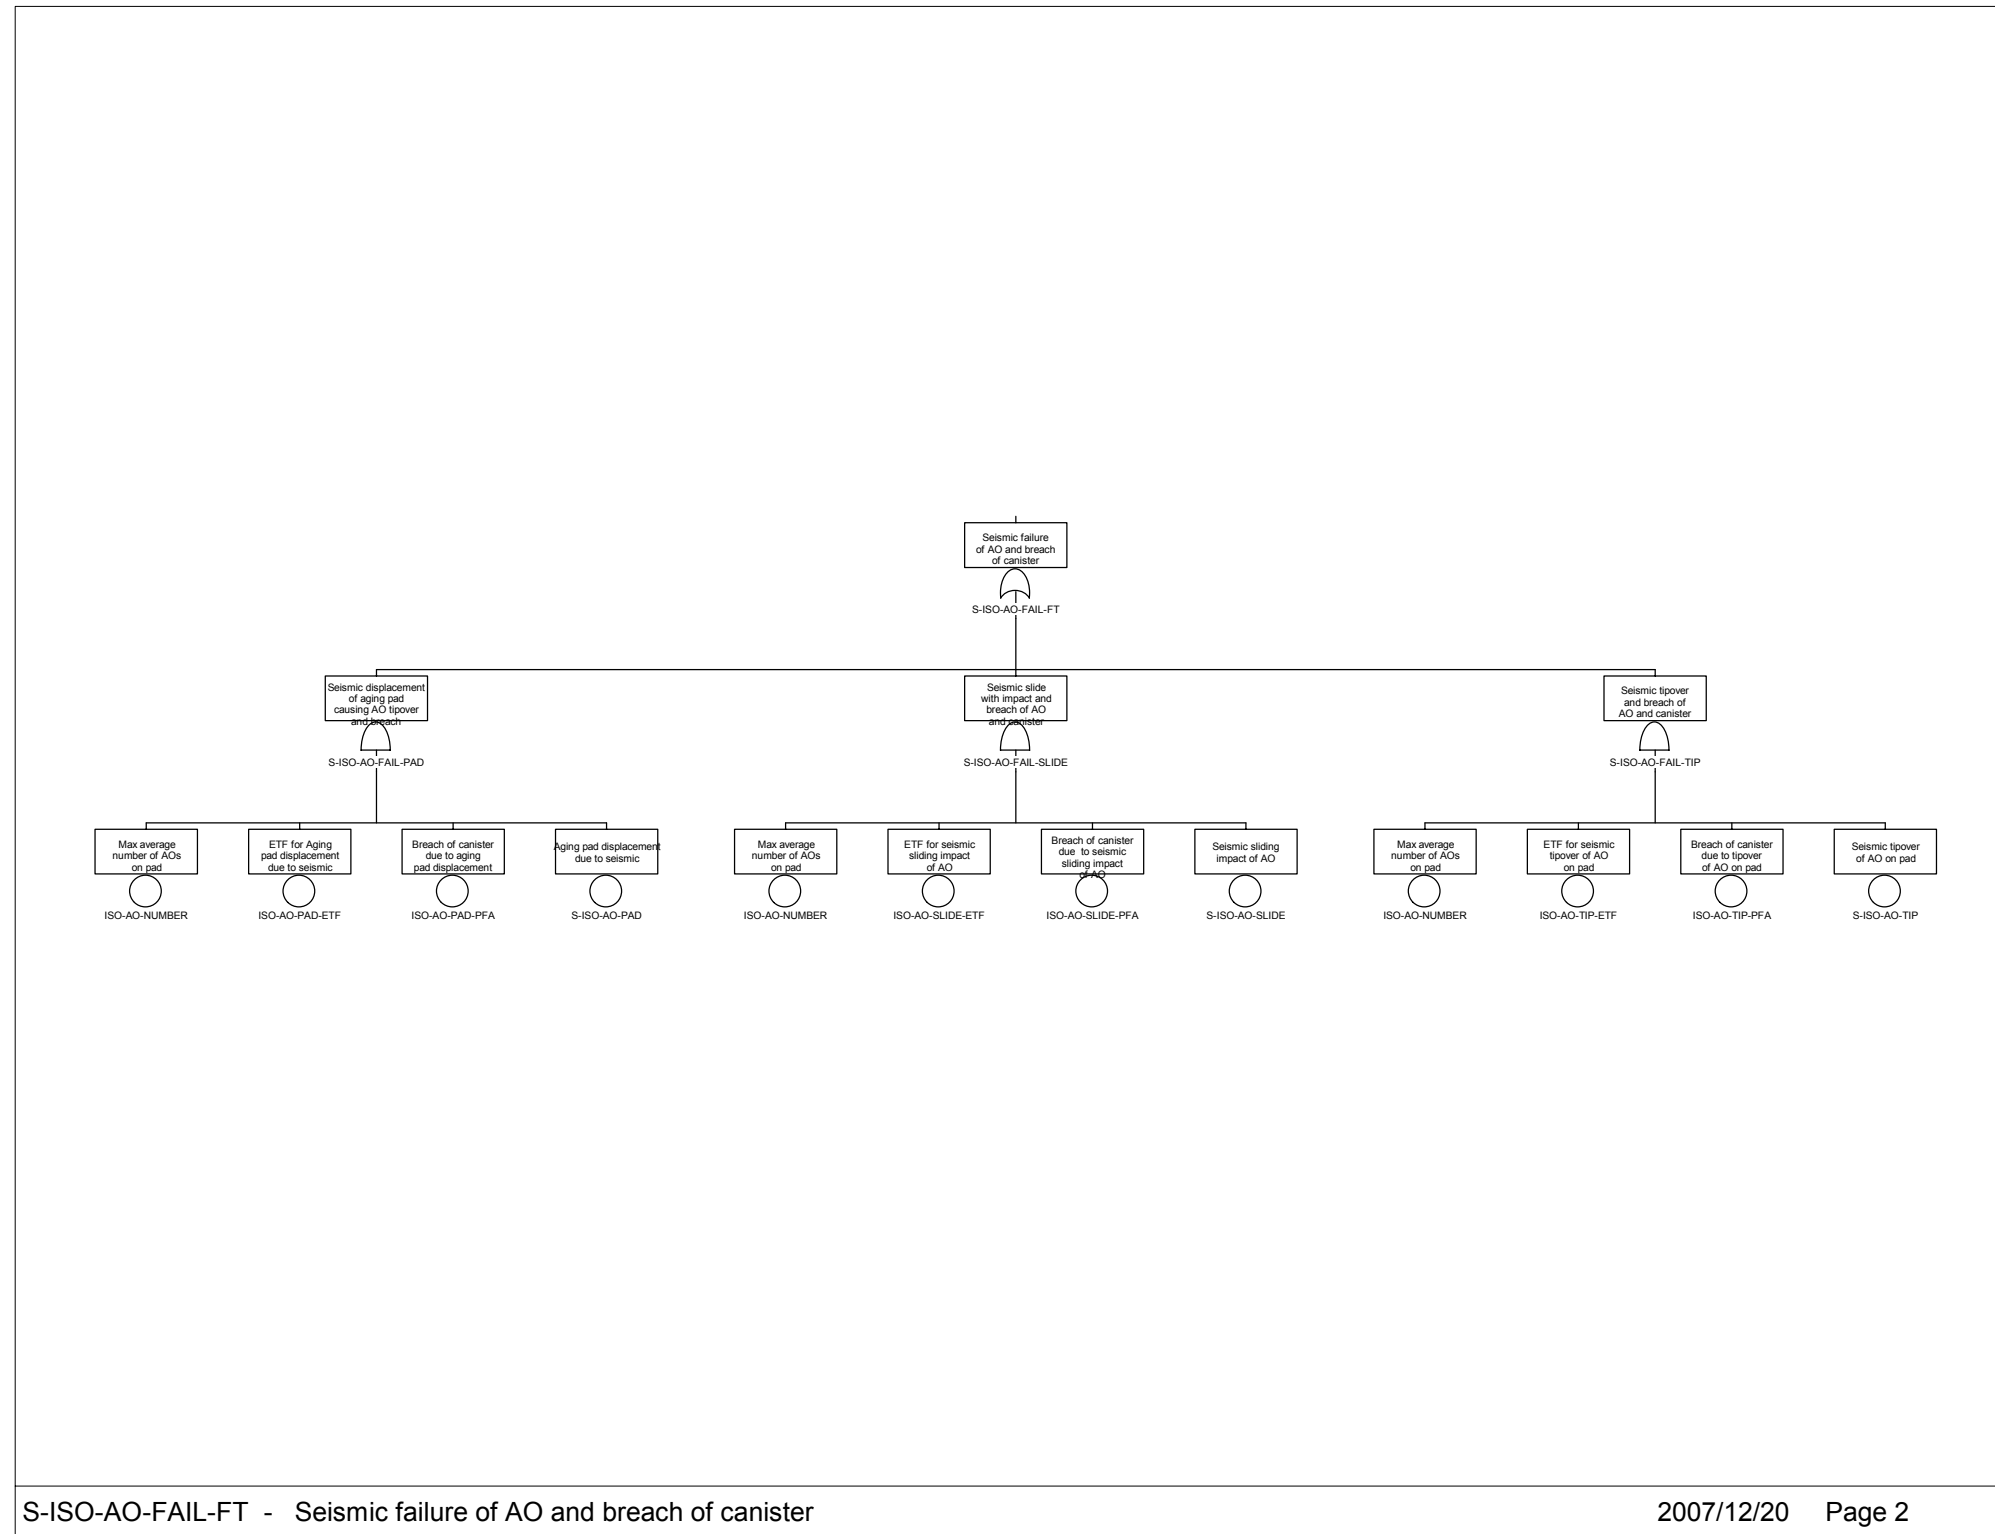 Seismic failure
of AO and breach
of canister
S-ISO-AO-FAIL-FT
Seismic displacement
of aging pad
causing AO tipover
and breach
S-ISO-AO-FAIL-PAD
Seismic slide
with impact and
breach of AO
and canister
S-ISO-AO-FAIL-SLIDE
Seismic tipover
and breach of
AO and canister
S-ISO-AO-FAIL-TIP
Max average
number of AOs
on pad
ISO-AO-NUMBER
ETF for Aging
pad displacement
due to seismic
ISO-AO-PAD-ETF
Breach of canister
due to aging
pad displacement
ISO-AO-PAD-PFA
Aging pad displacement
due to seismic
S-ISO-AO-PAD
Max average
number of AOs
on pad
ISO-AO-NUMBER
ETF for seismic
sliding impact
of AO
ISO-AO-SLIDE-ETF
Breach of canister
due  to seismic
sliding impact
of AO
ISO-AO-SLIDE-PFA
Seismic sliding
impact of AO
S-ISO-AO-SLIDE
Max average
number of AOs
on pad
ISO-AO-NUMBER
ETF for seismic
tipover of AO
on pad
ISO-AO-TIP-ETF
Breach of canister
due to tipover
of AO on pad
ISO-AO-TIP-PFA
Seismic tipover
of AO on pad
S-ISO-AO-TIP
S-ISO-AO-FAIL-FT  -   Seismic failure of AO and breach of canister
2007/12/20    Page 2